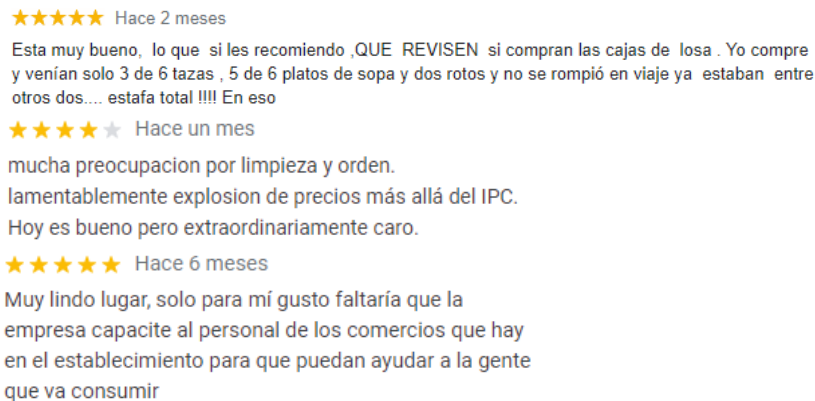 Hace 2 meses
Esta muy bueno, lo que si les recomiendo ,QUE REVISEN si compran las cajas de losa . Yo compre
y venían solo 3 de 6 tazas , 5 de 6 platos de sopa y dos rotos y no se rompió en viaje ya estaban entre
otros dos.... estafa total !!!! En eso
Hace un mes
mucha preocupacion por limpieza y orden.
lamentablemente explosion de precios más allá del IPC.
Hoy es bueno pero extraordinariamente caro.
Hace 6 meses
Muy lindo lugar, solo para mí gusto faltaría que la
empresa capacite al personal de los comercios que hay
en el establecimiento para que puedan ayudar a la gente
que va consumir